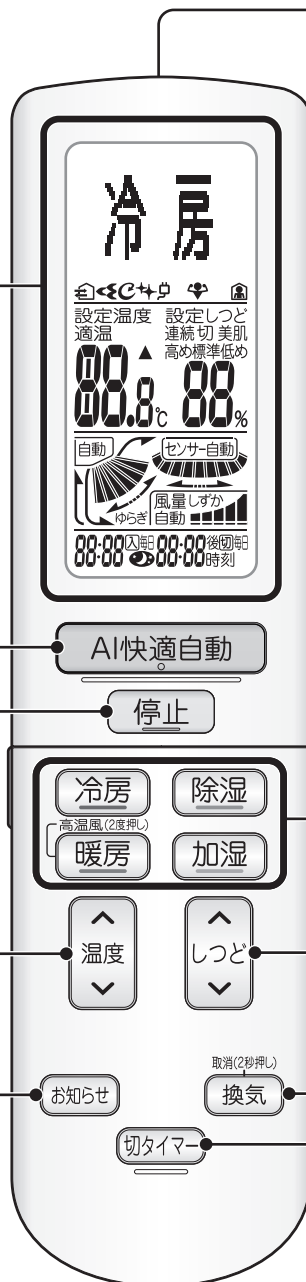 冷房
設定温度 設定しつど
適温 連続 切 美肌
▲ 高め標準低め
88.8℃ 88%
自動 センサー自動
ゆらぎ 風量 しずか
自動
88:88 入 毎日 88:88 後 切 毎日
時刻
AI快適自動
停止
冷房 除湿
高温風(2度押し)
暖房 加湿
温度 しつど
取消(2秒押し)
お知らせ 換気
切タイマー